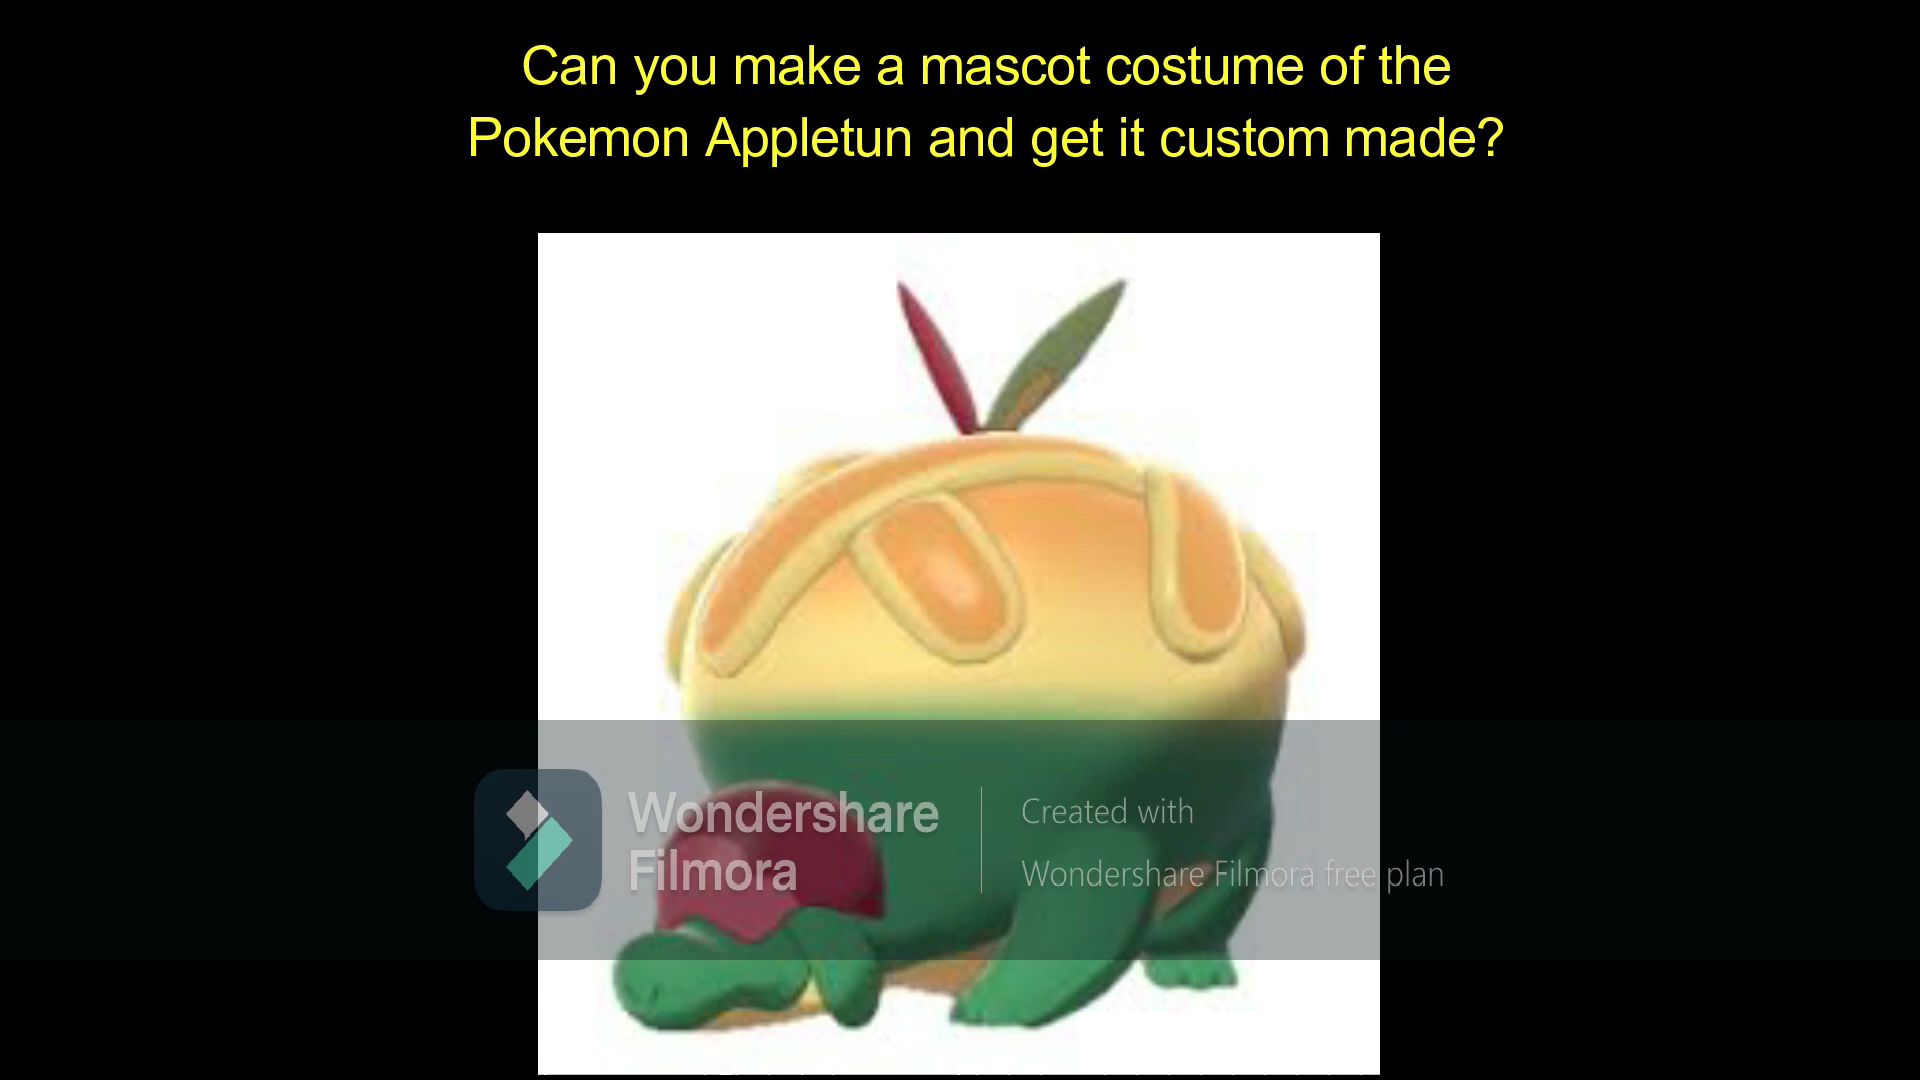 Can you make a mascot costume of the
Pokemon Appletun and get it custom made?
Wondershare
Filmora
Created with
Wondershare Filmora free plan